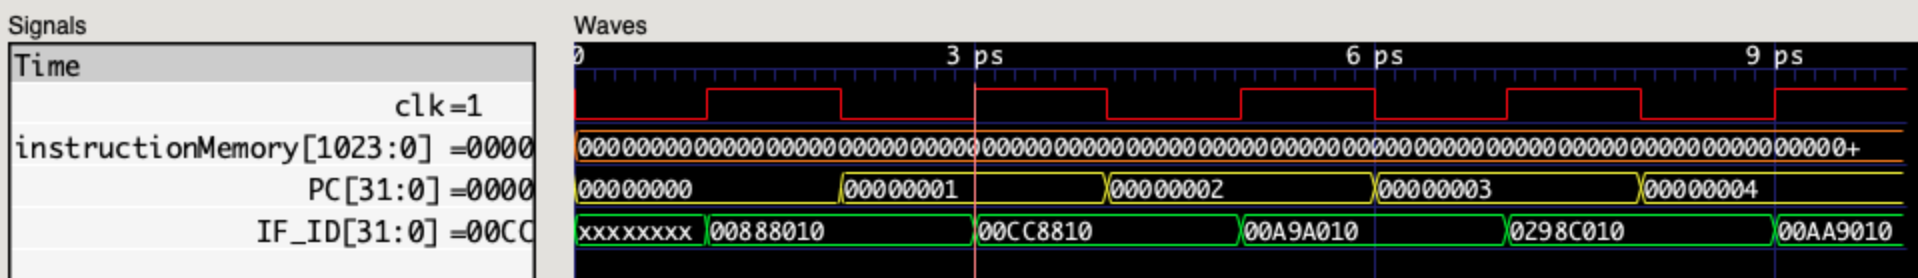 Signals
Waves
Time
0 3 ps 6 ps 9 ps
clk=1
instructionMemory[1023:0] =0000 0000000000000000000000000000000000000000000000000000000000000000000000000000000000000000+
PC[31:0] =0000 00000000 00000001 00000002 00000003 00000004
IF_ID[31:0] =00CC xxxxxxxx 00888010 00CC8810 00A9A010 0298C010 00AA9010